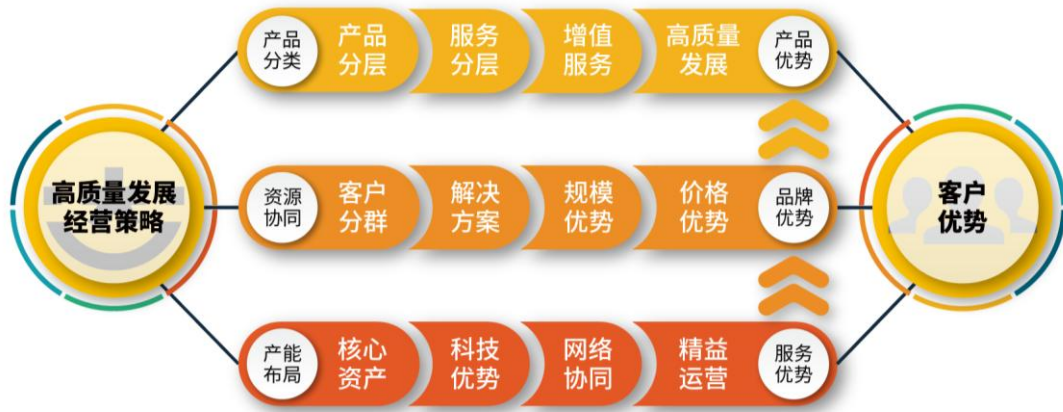 产品
分类
产品
分层
服务
分层
增值
服务
高质量
发展
产品
优势
高质量发展
经营策略
资源
协同
客户
分群
解决
方案
规模
优势
价格
优势
品牌
优势
客户
优势
产能
布局
核心
资产
科技
优势
网络
协同
精益
运营
服务
优势